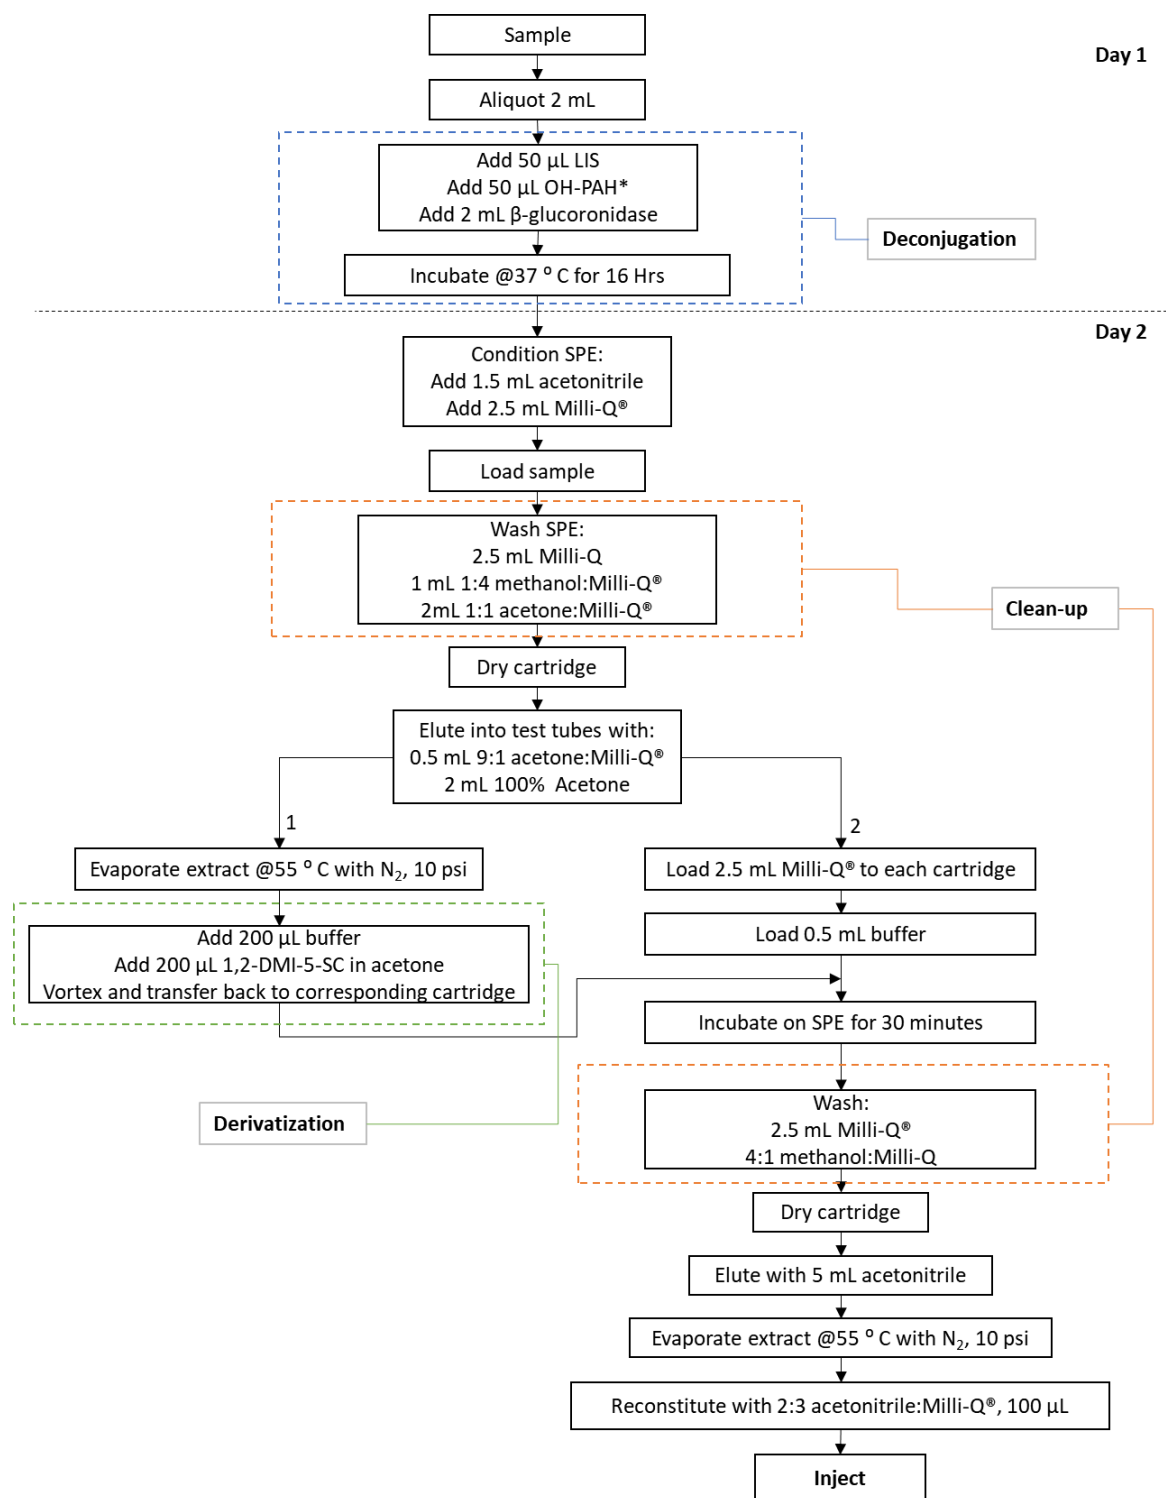 Sample
Day 1
Aliquot 2 mL
Add 50 µL LIS
Add 50 µL OH-PAH*
Add 2 mL β-glucoronidase
Deconjugation
Incubate @37 º C for 16 Hrs
Day 2
Condition SPE:
Add 1.5 mL acetonitrile
Add 2.5 mL Milli-Q®
Load sample
Wash SPE:
2.5 mL Milli-Q
1 mL 1:4 methanol:Milli-Q®
2mL 1:1 acetone:Milli-Q®
Clean-up
Dry cartridge
Elute into test tubes with:
0.5 mL 9:1 acetone:Milli-Q®
2 mL 100% Acetone
1
2
Evaporate extract @55 º C with N₂, 10 psi
Load 2.5 mL Milli-Q® to each cartridge
Add 200 µL buffer
Add 200 µL 1,2-DMI-5-SC in acetone
Vortex and transfer back to corresponding cartridge
Load 0.5 mL buffer
Incubate on SPE for 30 minutes
Derivatization
Wash:
2.5 mL Milli-Q®
4:1 methanol:Milli-Q
Dry cartridge
Elute with 5 mL acetonitrile
Evaporate extract @55 º C with N₂, 10 psi
Reconstitute with 2:3 acetonitrile:Milli-Q®, 100 µL
Inject